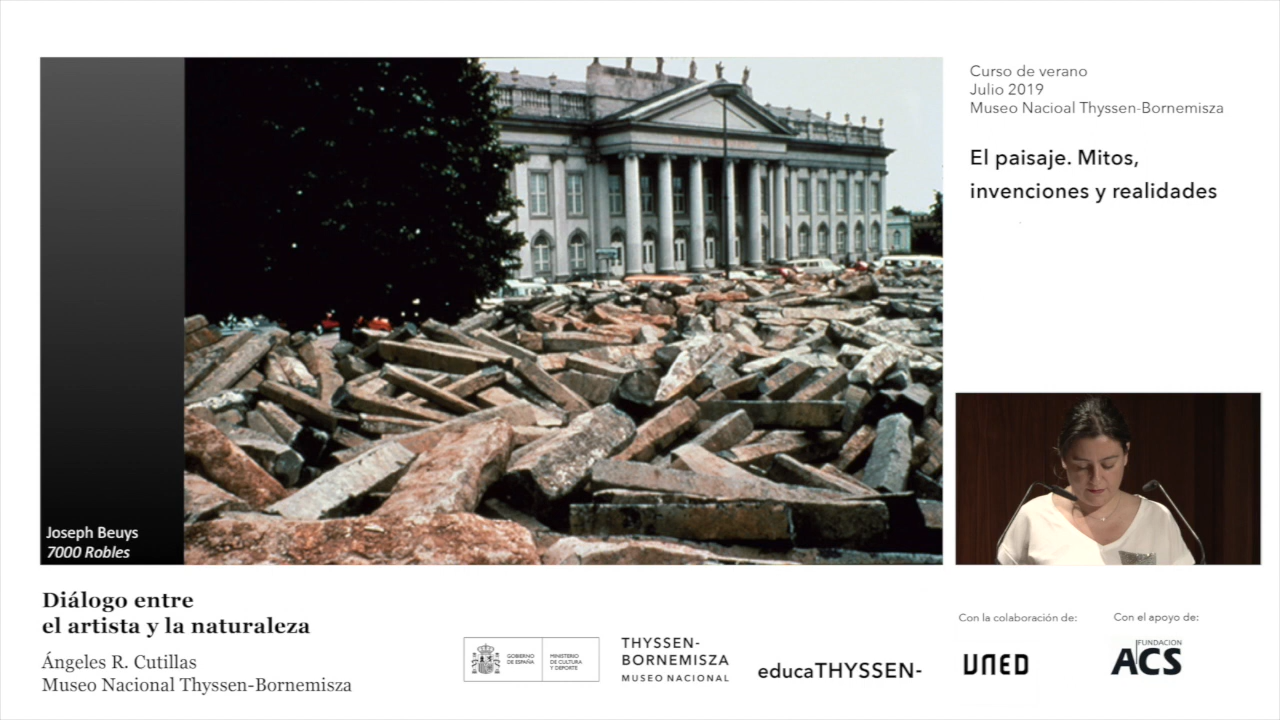 Curso de verano
Julio 2019
Museo Nacioal Thyssen-Bornemisza
El paisaje. Mitos,
invenciones y realidades
Joseph Beuys
7000 Robles
Diálogo entre
el artista y la naturaleza
Ángeles R. Cutillas
Museo Nacional Thyssen-Bornemisza
GOBIERNO
DE ESPAÑA
MINISTERIO
DE CULTURA
Y DEPORTE
THYSSEN-
BORNEMISZA
MUSEO NACIONAL
educaTHYSSEN-
Con la colaboración de:
UNED
Con el apoyo de:
FUNDACION
ACS